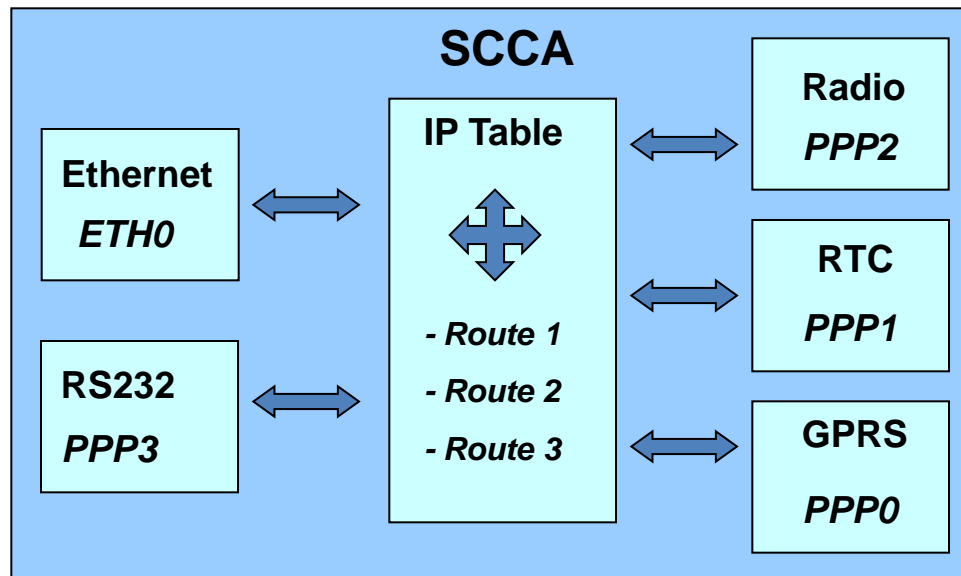 SCCA
Ethernet
ETH0
RS232
PPP3
IP Table
- Route 1
- Route 2
- Route 3
Radio
PPP2
RTC
PPP1
GPRS
PPP0